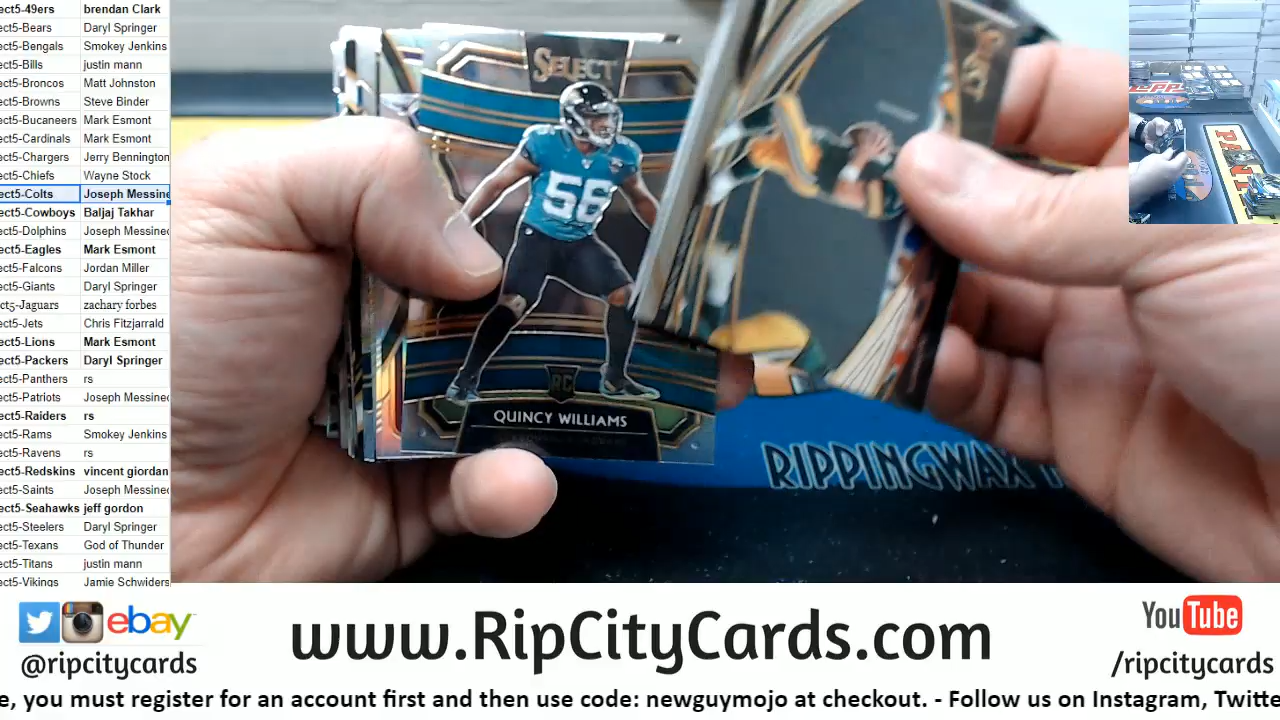 ect5-49ers brendan Clark
ect5-Bears Daryl Springer
ect5-Bengals Smokey Jenkins
ect5-Bills justin mann
ect5-Broncos Matt Johnston
ect5-Browns Steve Binder
ect5-Bucaneers Mark Esmont
ect5-Cardinals Mark Esmont
ect5-Chargers Jerry Bennington
ect5-Chiefs Wayne Stock
ect5-Colts Joseph Messine
ect5-Cowboys Baljaj Takhar
ect5-Dolphins Joseph Messined
ect5-Eagles Mark Esmont
ect5-Falcons Jordan Miller
ect5-Giants Daryl Springer
ect5-Jaguars zachary forbes
ect5-Jets Chris Fitzjarrald
ect5-Lions Mark Esmont
ect5-Packers Daryl Springer
ect5-Panthers rs
ect5-Patriots Joseph Messined
ect5-Raiders rs
ect5-Rams Smokey Jenkins
ect5-Ravens rs
ect5-Redskins vincent giordan
ect5-Saints Joseph Messined
ect5-Seahawks jeff gordon
ect5-Steelers Daryl Springer
ect5-Texans God of Thunder
ect5-Titans justin mann
ect5-Vikings Jamie Schwiders
SELECT
56
RC
QUINCY WILLIAMS
RIPPINGWAX
ebay
@ripcitycards
www.RipCityCards.com
YouTube
/ripcitycards
e, you must register for an account first and then use code: newguymojo at checkout. - Follow us on Instagram, Twitte